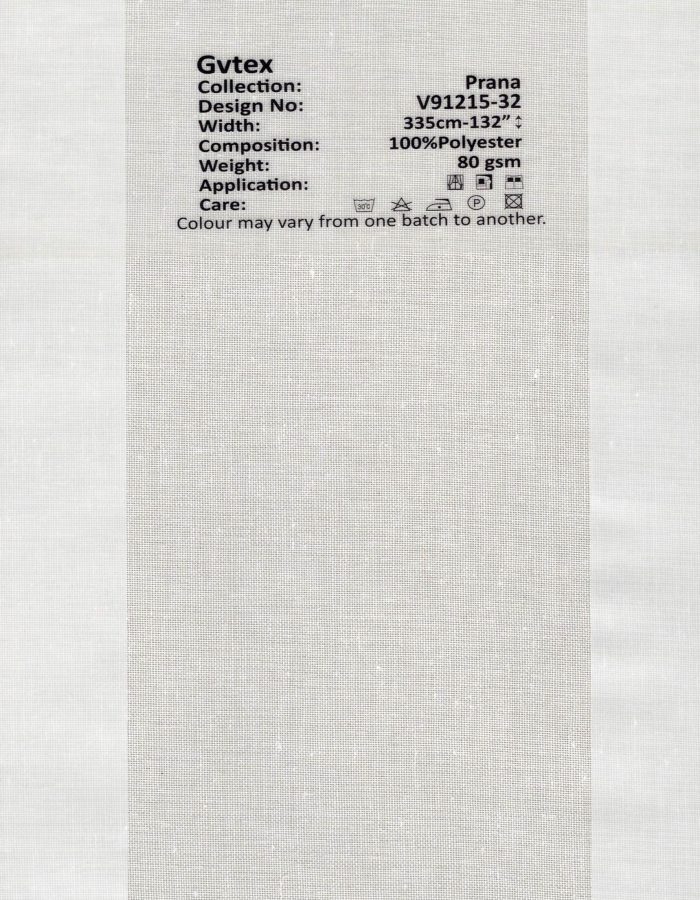 Gvtex
Collection: Prana
Design No: V91215-32
Width: 335cm-132”
Composition: 100%Polyester
Weight: 80 gsm
Application:
Care: 30°C P
Colour may vary from one batch to another.